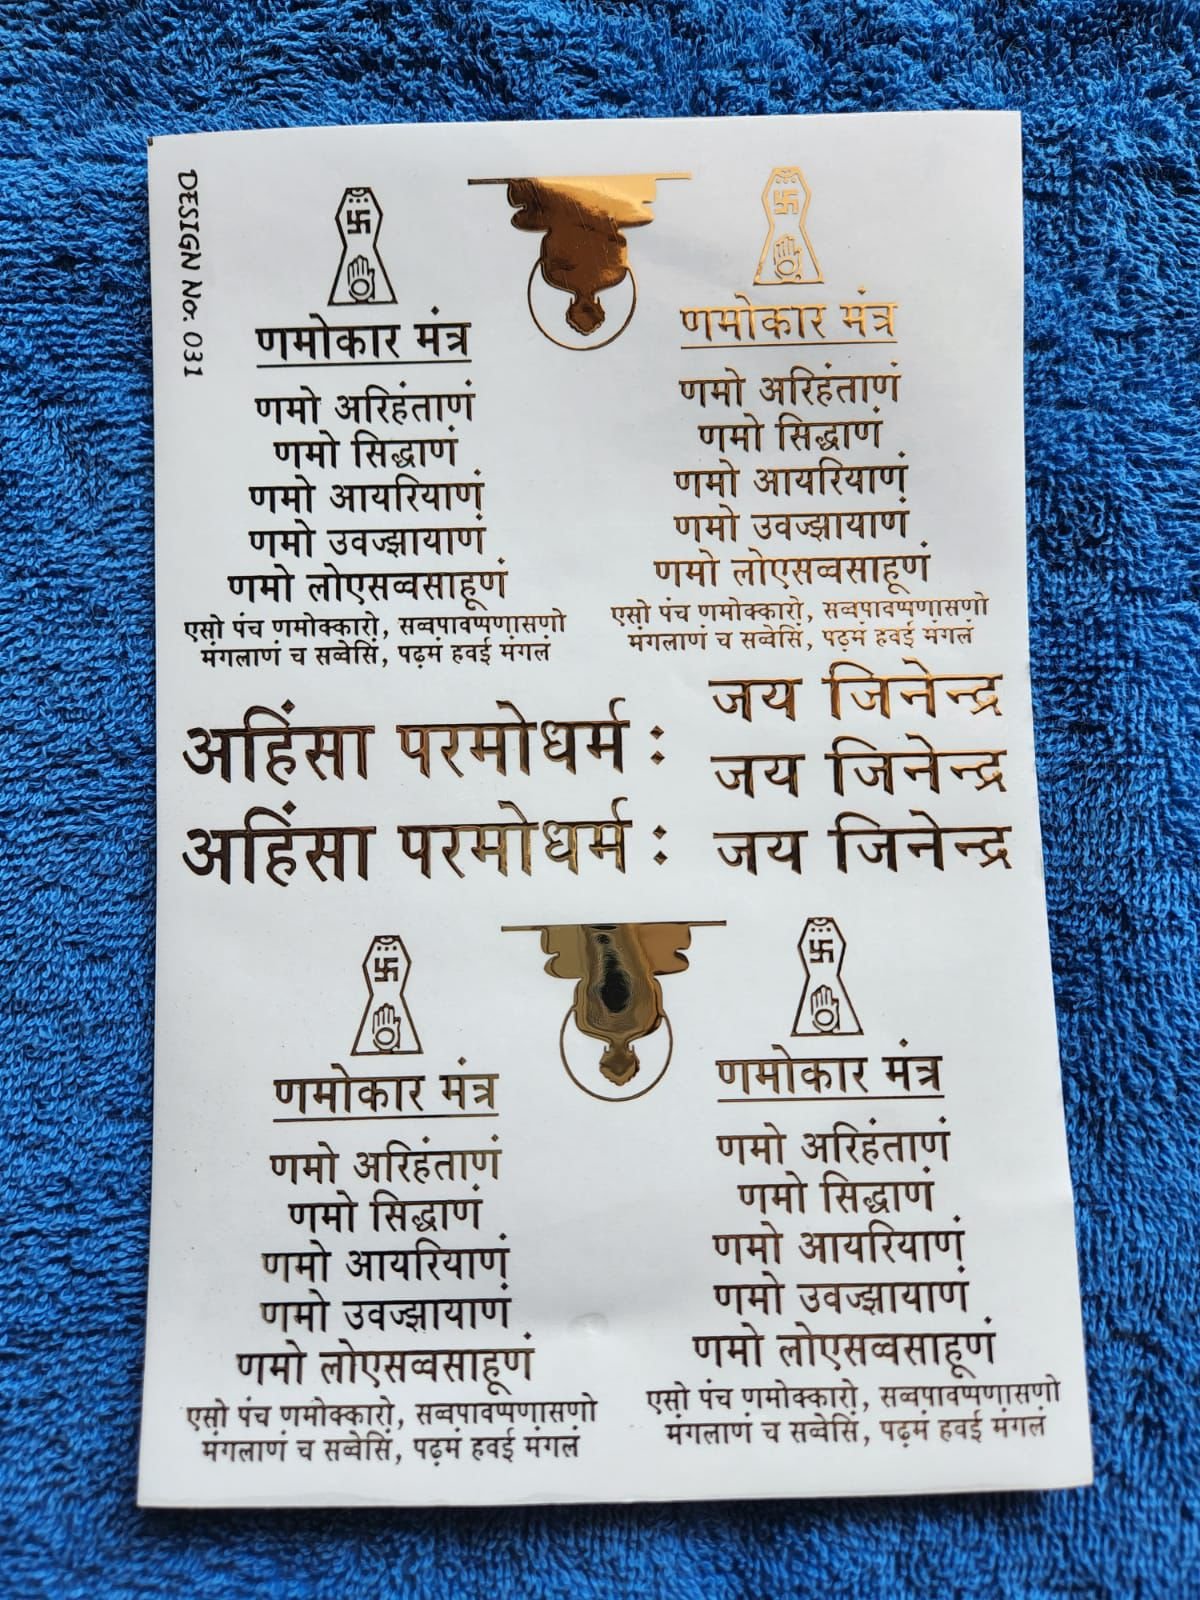 DESIGN No. 031
णमोकार मंत्र
णमो अरिहंताणं
णमो सिद्धाणं
णमो आयरियाणं
णमो उवज्झायाणं
णमो लोएसव्वसाहूणं
एसो पंच णमोक्कारो, सव्वपावप्पणासणो
मंगलाणं च सव्वेसिं, पढ़मं हवई मंगलं
णमोकार मंत्र
णमो अरिहंताणं
णमो सिद्धाणं
णमो आयरियाणं
णमो उवज्झायाणं
णमो लोएसव्वसाहूणं
एसो पंच णमोक्कारो, सव्वपावप्पणासणो
मंगलाणं च सव्वेसिं, पढ़मं हवई मंगलं
अहिंसा परमोधर्म :
अहिंसा परमोधर्म :
जय जिनेन्द्र
जय जिनेन्द्र
जय जिनेन्द्र
णमोकार मंत्र
णमो अरिहंताणं
णमो सिद्धाणं
णमो आयरियाणं
णमो उवज्झायाणं
णमो लोएसव्वसाहूणं
एसो पंच णमोक्कारो, सव्वपावप्पणासणो
मंगलाणं च सव्वेसिं, पढ़मं हवई मंगलं
णमोकार मंत्र
णमो अरिहंताणं
णमो सिद्धाणं
णमो आयरियाणं
णमो उवज्झायाणं
णमो लोएसव्वसाहूणं
एसो पंच णमोक्कारो, सव्वपावप्पणासणो
मंगलाणं च सव्वेसिं, पढ़मं हवई मंगलं